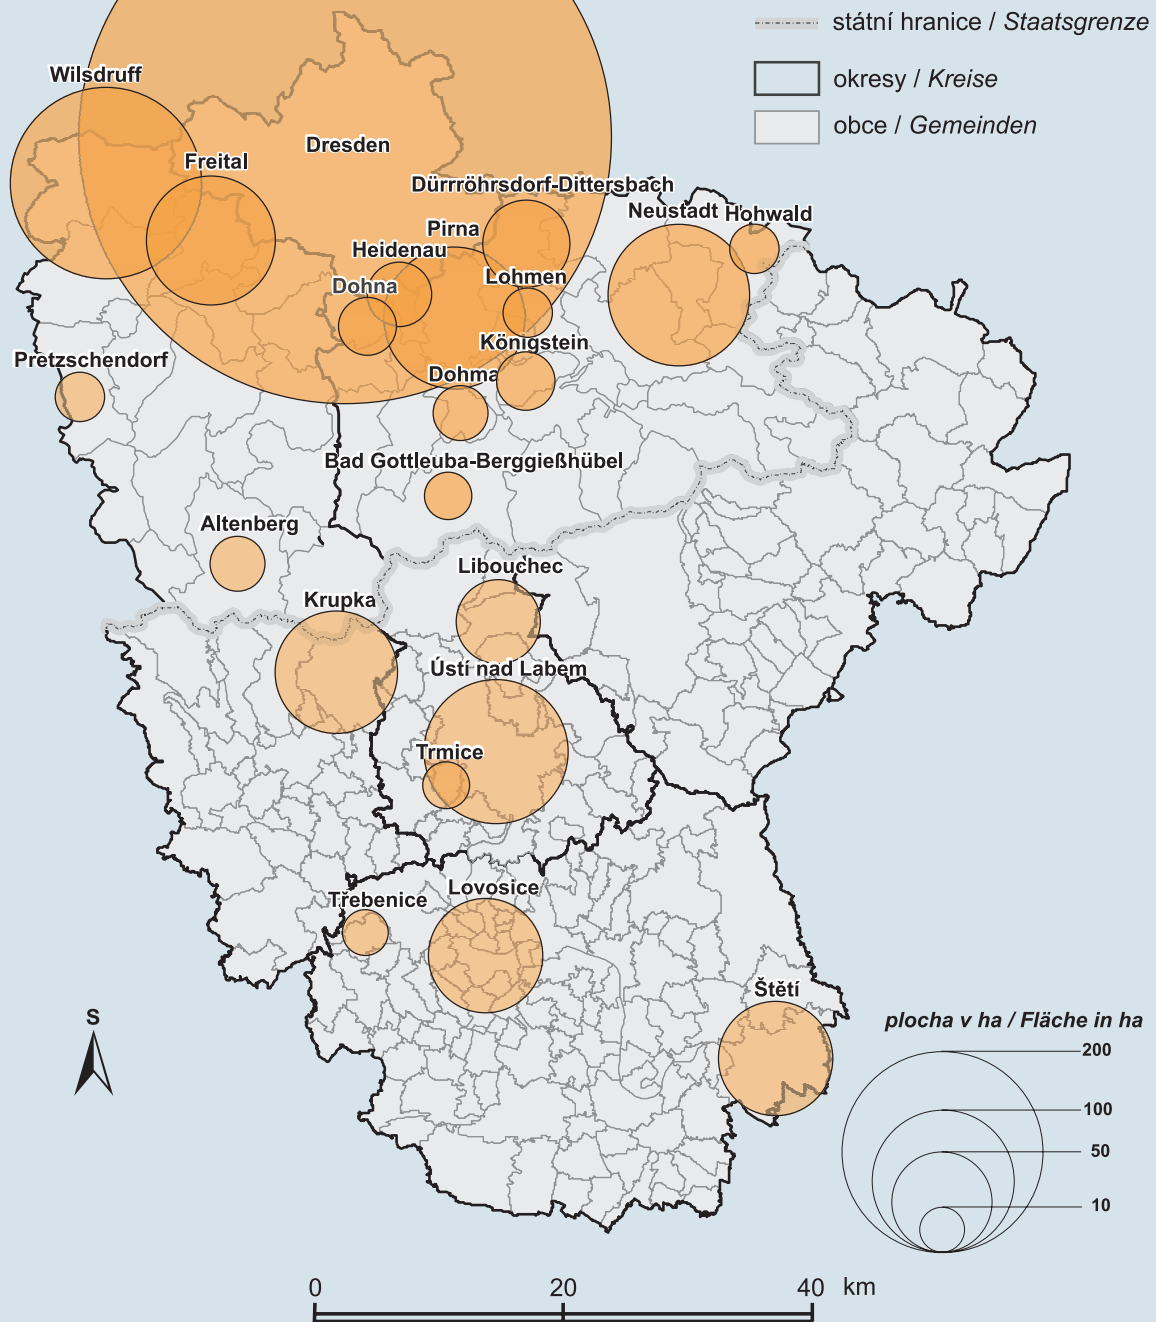 státní hranice / Staatsgrenze
okresy / Kreise
obce / Gemeinden
Wilsdruff
Dresden
Freital
Dürrröhrsdorf-Dittersbach
Neustadt
Hohwald
Pirna
Heidenau
Lohmen
Dohna
Königstein
Pretzschendorf
Dohma
Bad Gottleuba-Berggießhübel
Altenberg
Libouchec
Krupka
Ústí nad Labem
Trmice
Lovosice
Třebenice
Štětí
S
plocha v ha / Fläche in ha
200
100
50
10
0 20 40 km